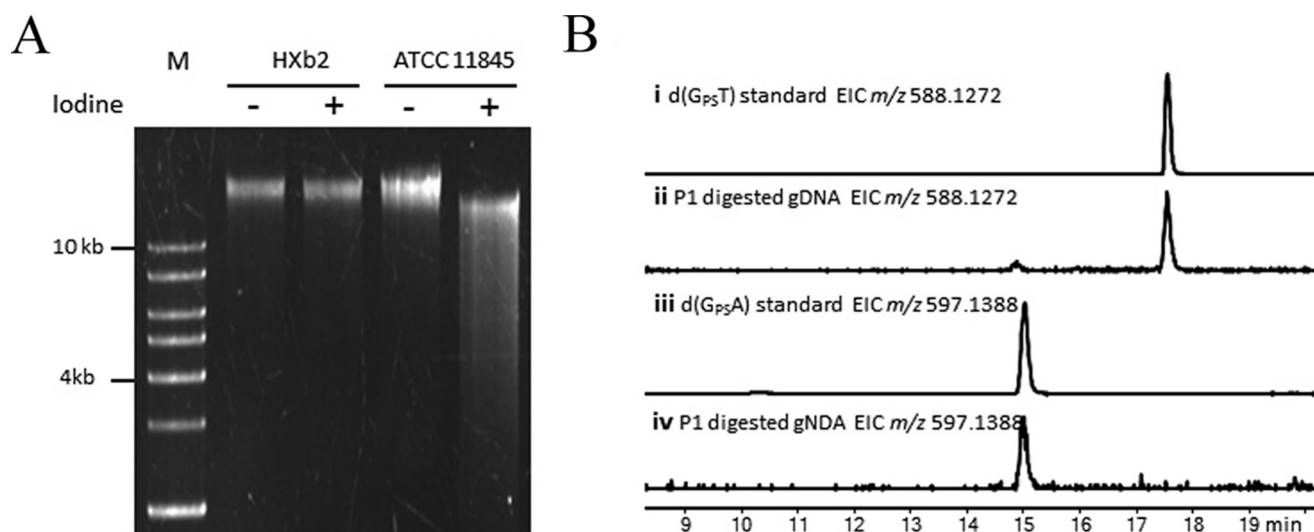 A
M HXb2 ATCC 11845
Iodine - + - +
10 kb
4kb
B
i d(GPST) standard EIC m/z 588.1272
ii P1 digested gDNA EIC m/z 588.1272
iii d(GPSA) standard EIC m/z 597.1388
iv P1 digested gNDA EIC m/z 597.1388
9 10 11 12 13 14 15 16 17 18 19 min